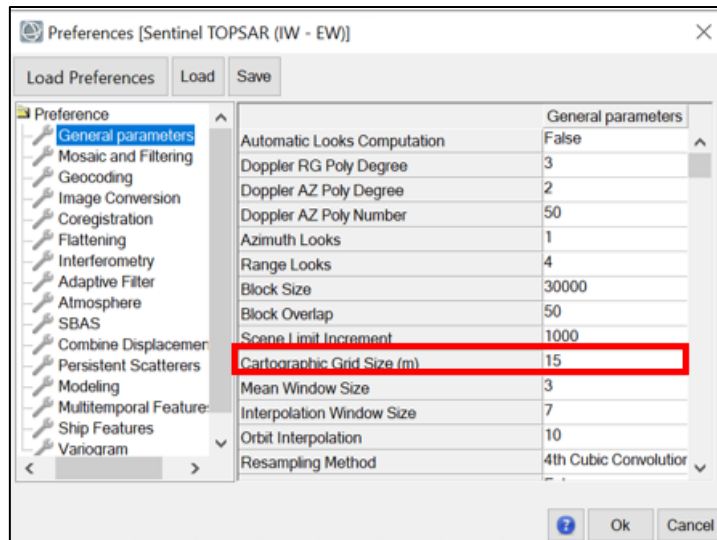 Preferences [Sentinel TOPSAR (IW - EW)]
Load Preferences Load Save
Preference
General parameters
Mosaic and Filtering
Geocoding
Image Conversion
Coregistration
Flattening
Interferometry
Adaptive Filter
Atmosphere
SBAS
Combine Displacemen
Persistent Scatterers
Modeling
Multitemporal Feature
Ship Features
Variogram
General parameters
Automatic Looks Computation False
Doppler RG Poly Degree 3
Doppler AZ Poly Degree 2
Doppler AZ Poly Number 50
Azimuth Looks 1
Range Looks 4
Block Size 30000
Block Overlap 50
Scene Limit Increment 1000
Cartographic Grid Size (m) 15
Mean Window Size 3
Interpolation Window Size 7
Orbit Interpolation 10
Resampling Method 4th Cubic Convolution
? Ok Cancel